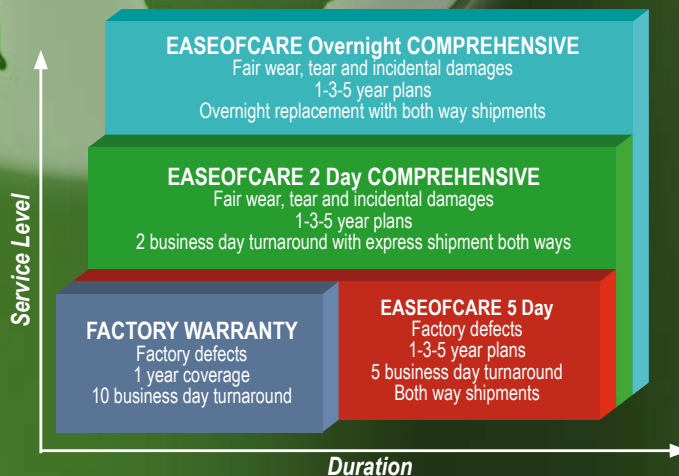 EASEOFCARE Overnight COMPREHENSIVE
Fair wear, tear and incidental damages
1-3-5 year plans
Overnight replacement with both way shipments
EASEOFCARE 2 Day COMPREHENSIVE
Fair wear, tear and incidental damages
1-3-5 year plans
2 business day turnaround with express shipment both ways
FACTORY WARRANTY
Factory defects
1 year coverage
10 business day turnaround
EASEOFCARE 5 Day
Factory defects
1-3-5 year plans
5 business day turnaround
Both way shipments
Service Level
Duration